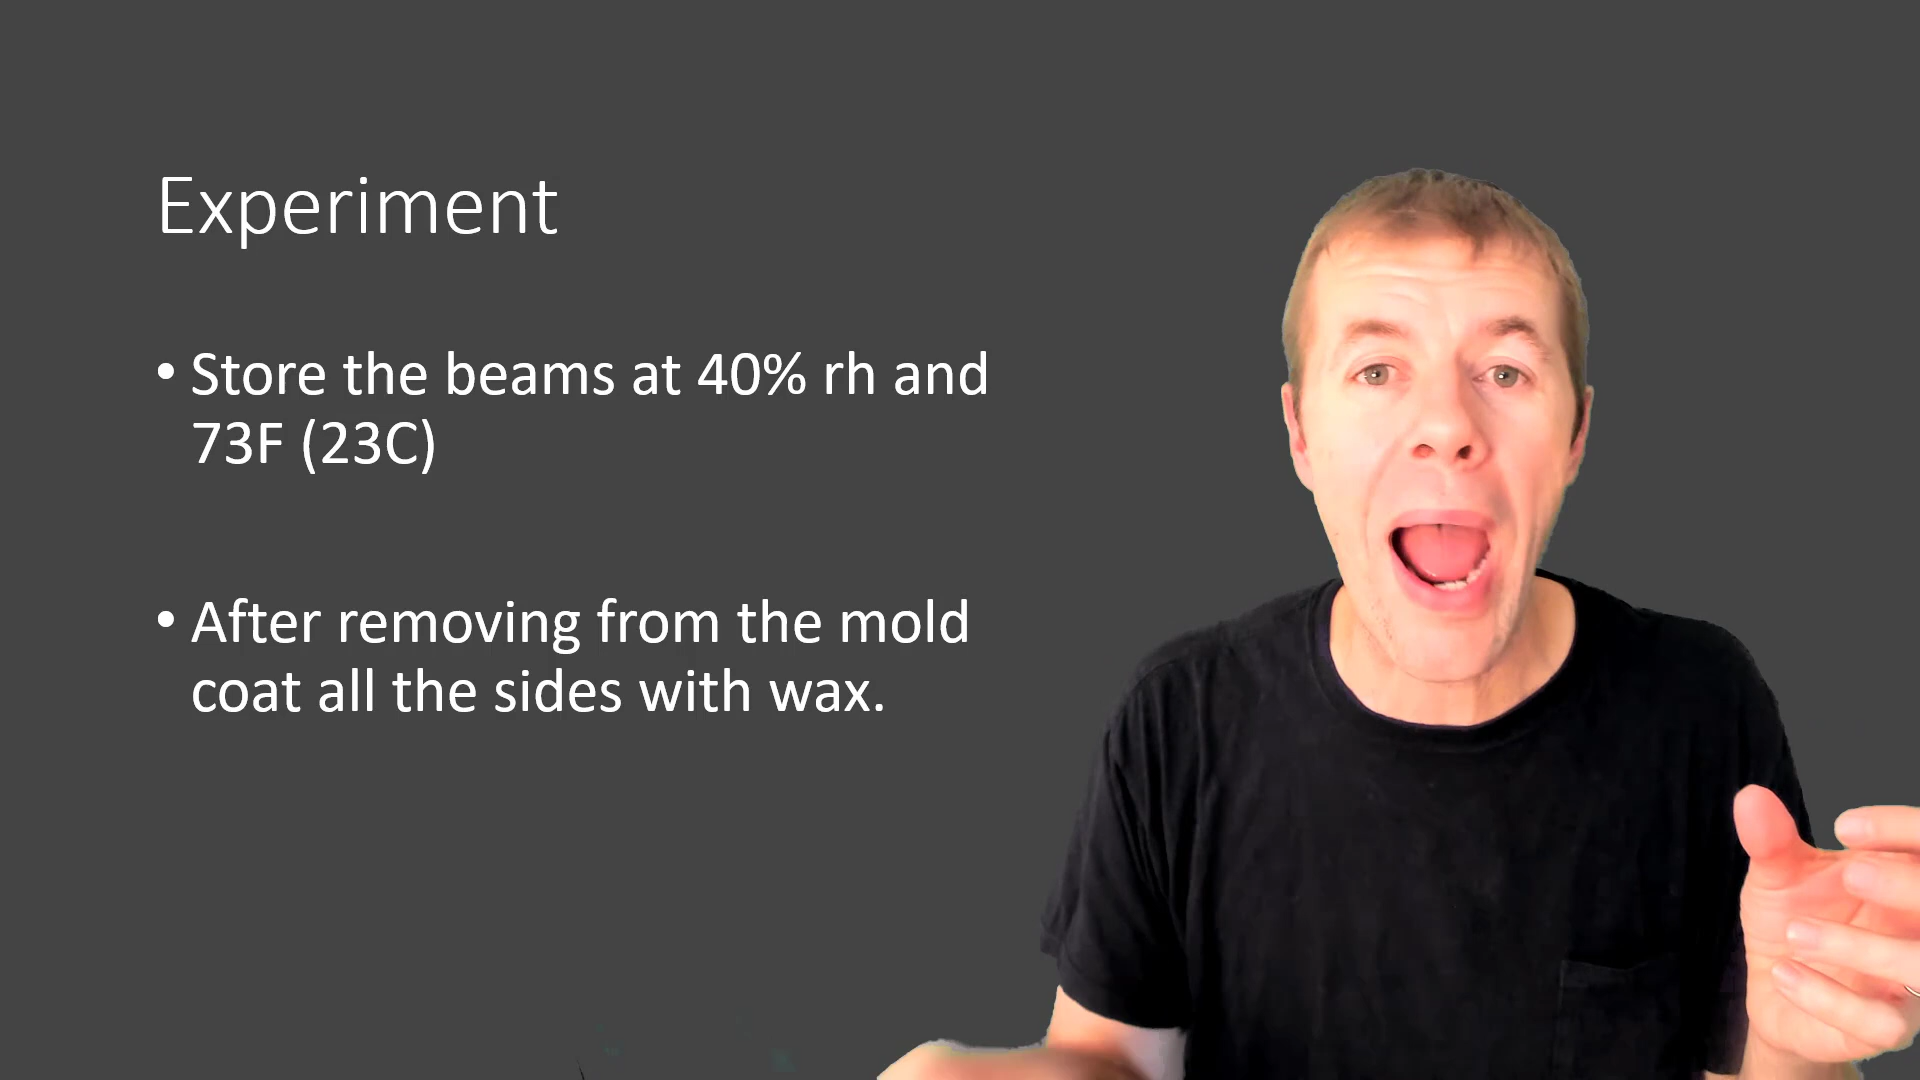 Experiment
• Store the beams at 40% rh and
73F (23C)
• After removing from the mold
coat all the sides with wax.